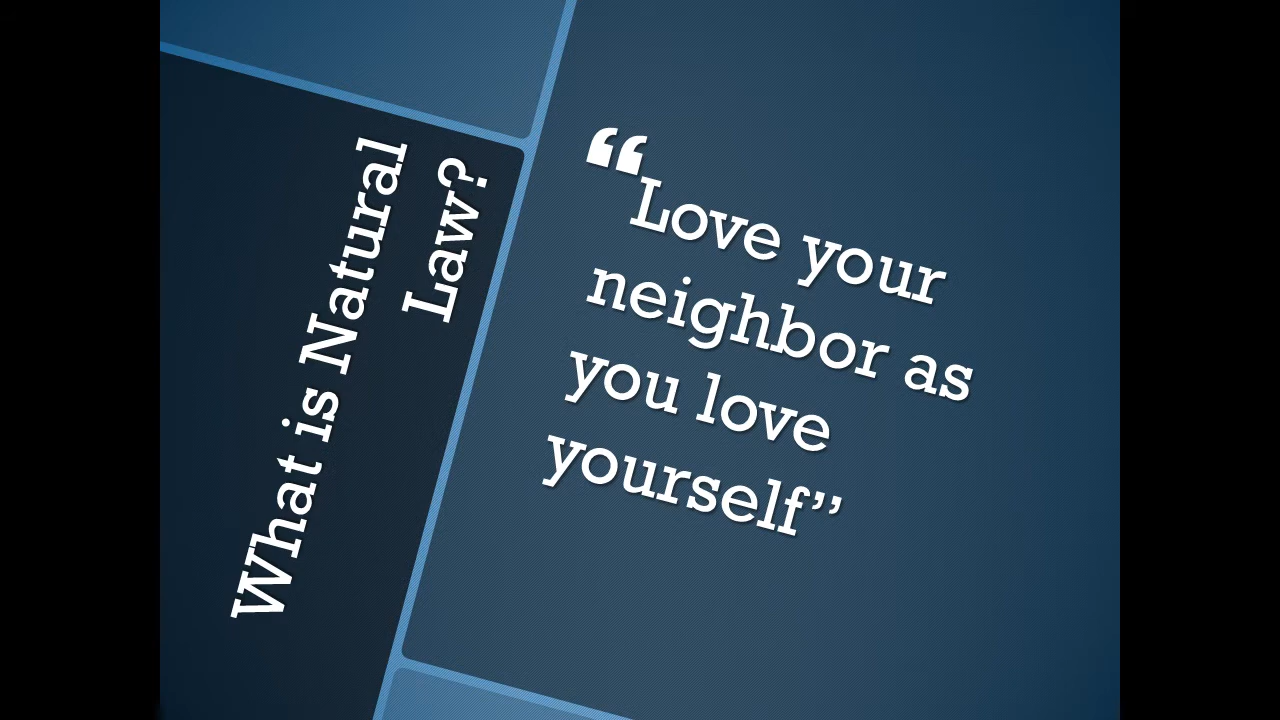 What is Natural
Law?
“Love your
neighbor as
you love
yourself”